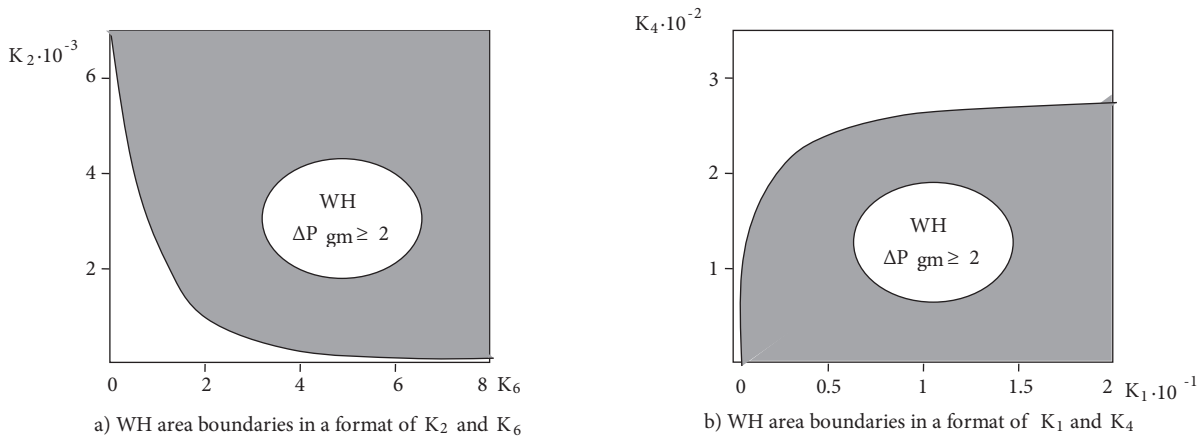 K₂·10⁻³
6
4
2
WH
ΔP gm ≥ 2
0 2 4 6 8 K₆
a) WH area boundaries in a format of K₂ and K₆
K₄·10⁻²
3
2
1
WH
ΔP gm ≥ 2
0 0.5 1 1.5 2 K₁·10⁻¹
b) WH area boundaries in a format of K₁ and K₄